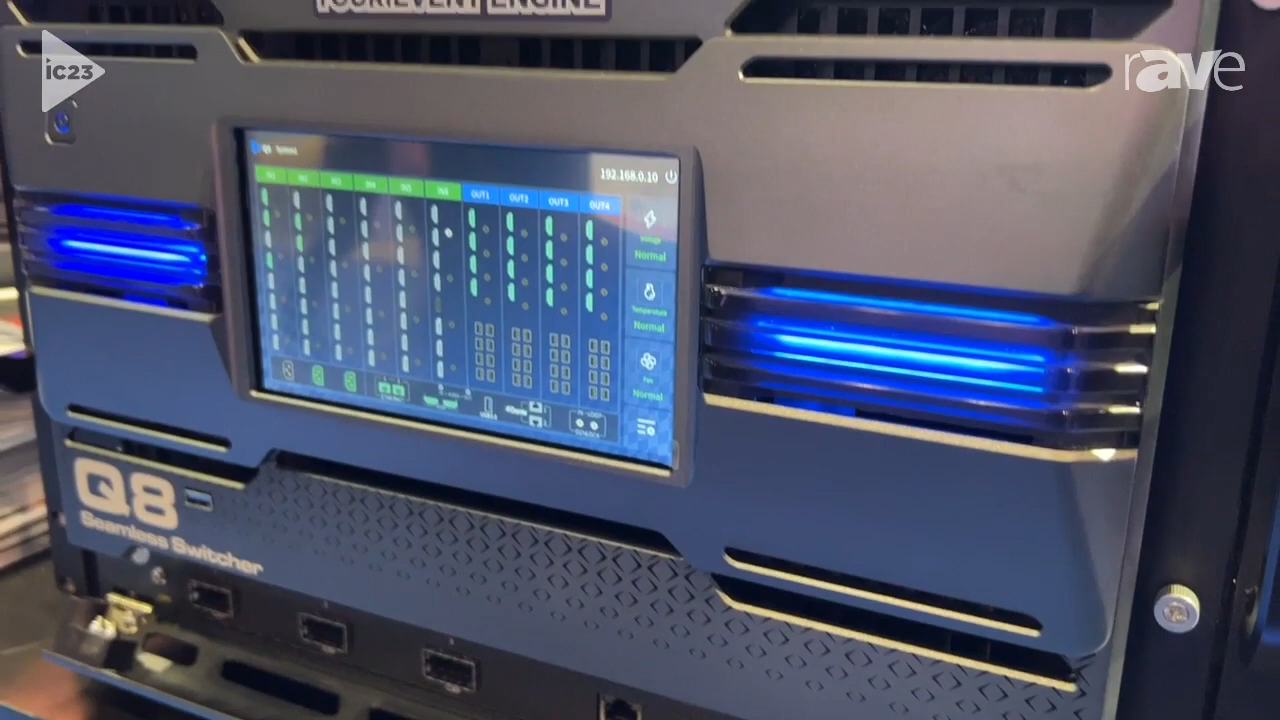 YOUR EVENT ENGINE
ic23
rave
192.168.0.10
IN1 IN2 IN3 IN4 IN5 IN6 OUT1 OUT2 OUT3 OUT4
Voltage
Normal
Temperature
Normal
Fan
Normal
Q8
Seamless Switcher